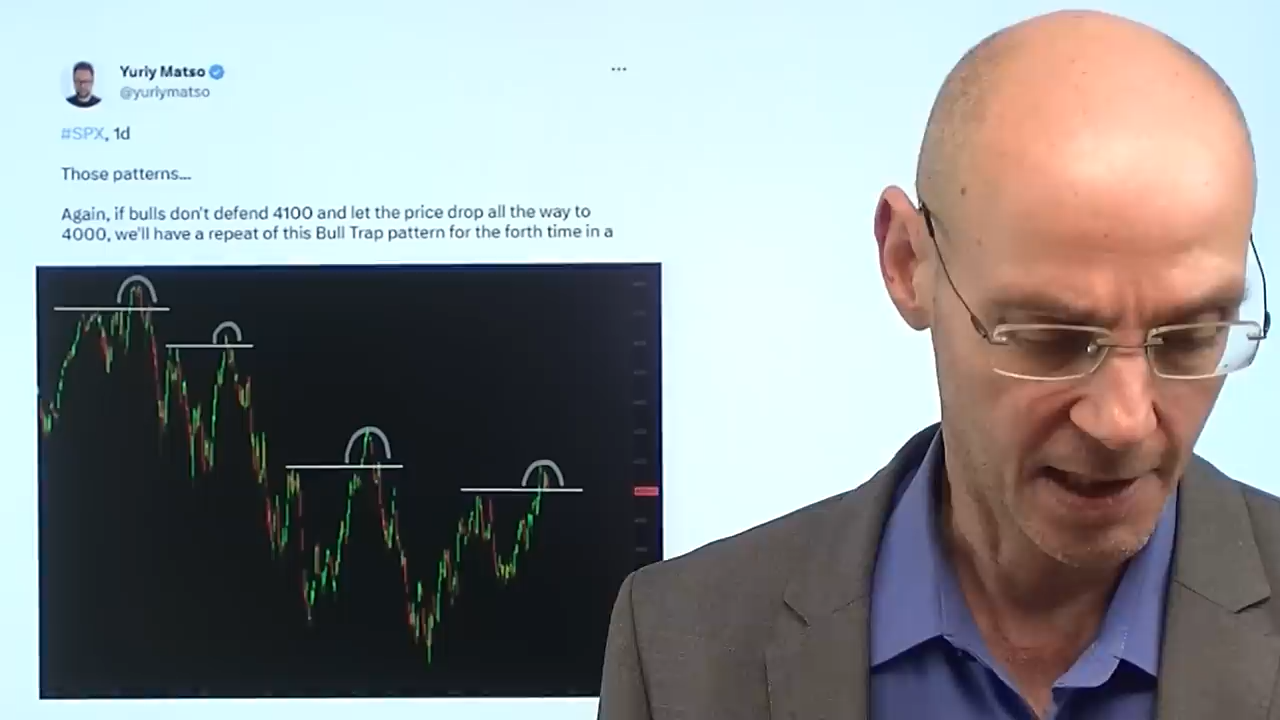 Yuriy Matso
@yuriymatso
...
#SPX, 1d
Those patterns...
Again, if bulls don't defend 4100 and let the price drop all the way to
4000, we'll have a repeat of this Bull Trap pattern for the forth time in a